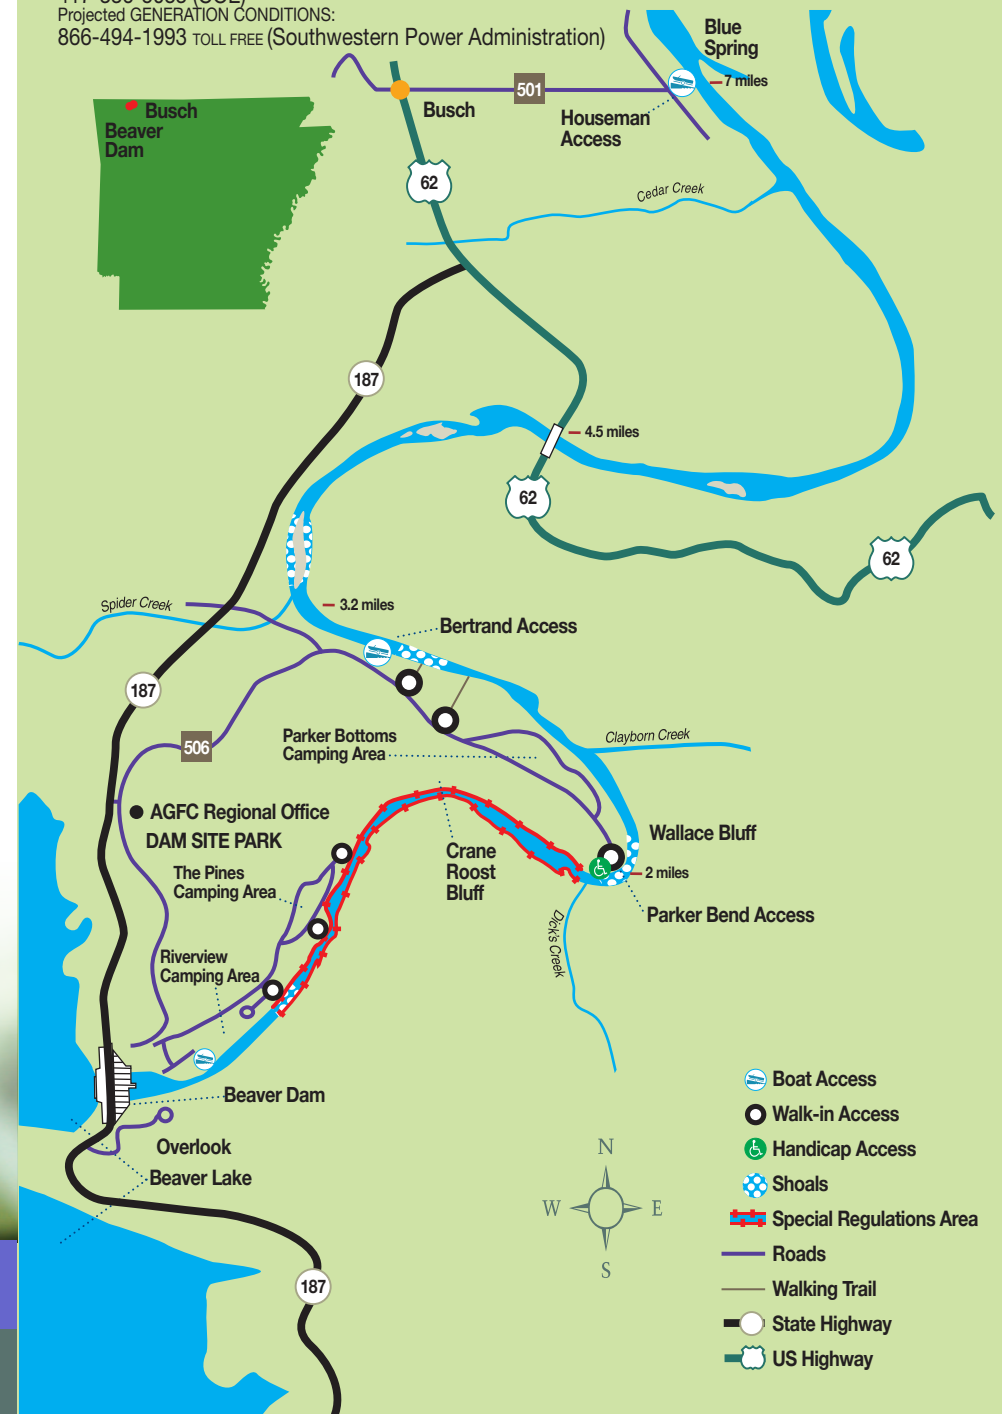 Projected GENERATION CONDITIONS:
866-494-1993 TOLL FREE (Southwestern Power Administration)
Blue
Spring
7 miles
501
Busch
Houseman
Access
Busch
Beaver
Dam
62
Cedar Creek
187
4.5 miles
62
62
Spider Creek
3.2 miles
Bertrand Access
187
506
Parker Bottoms
Camping Area
Clayborn Creek
AGFC Regional Office
DAM SITE PARK
Wallace Bluff
The Pines
Camping Area
Crane
Roost
Bluff
2 miles
Parker Bend Access
Dick's Creek
Riverview
Camping Area
Beaver Dam
Overlook
Beaver Lake
187
N
W
E
S
Boat Access
Walk-in Access
Handicap Access
Shoals
Special Regulations Area
Roads
Walking Trail
State Highway
US Highway